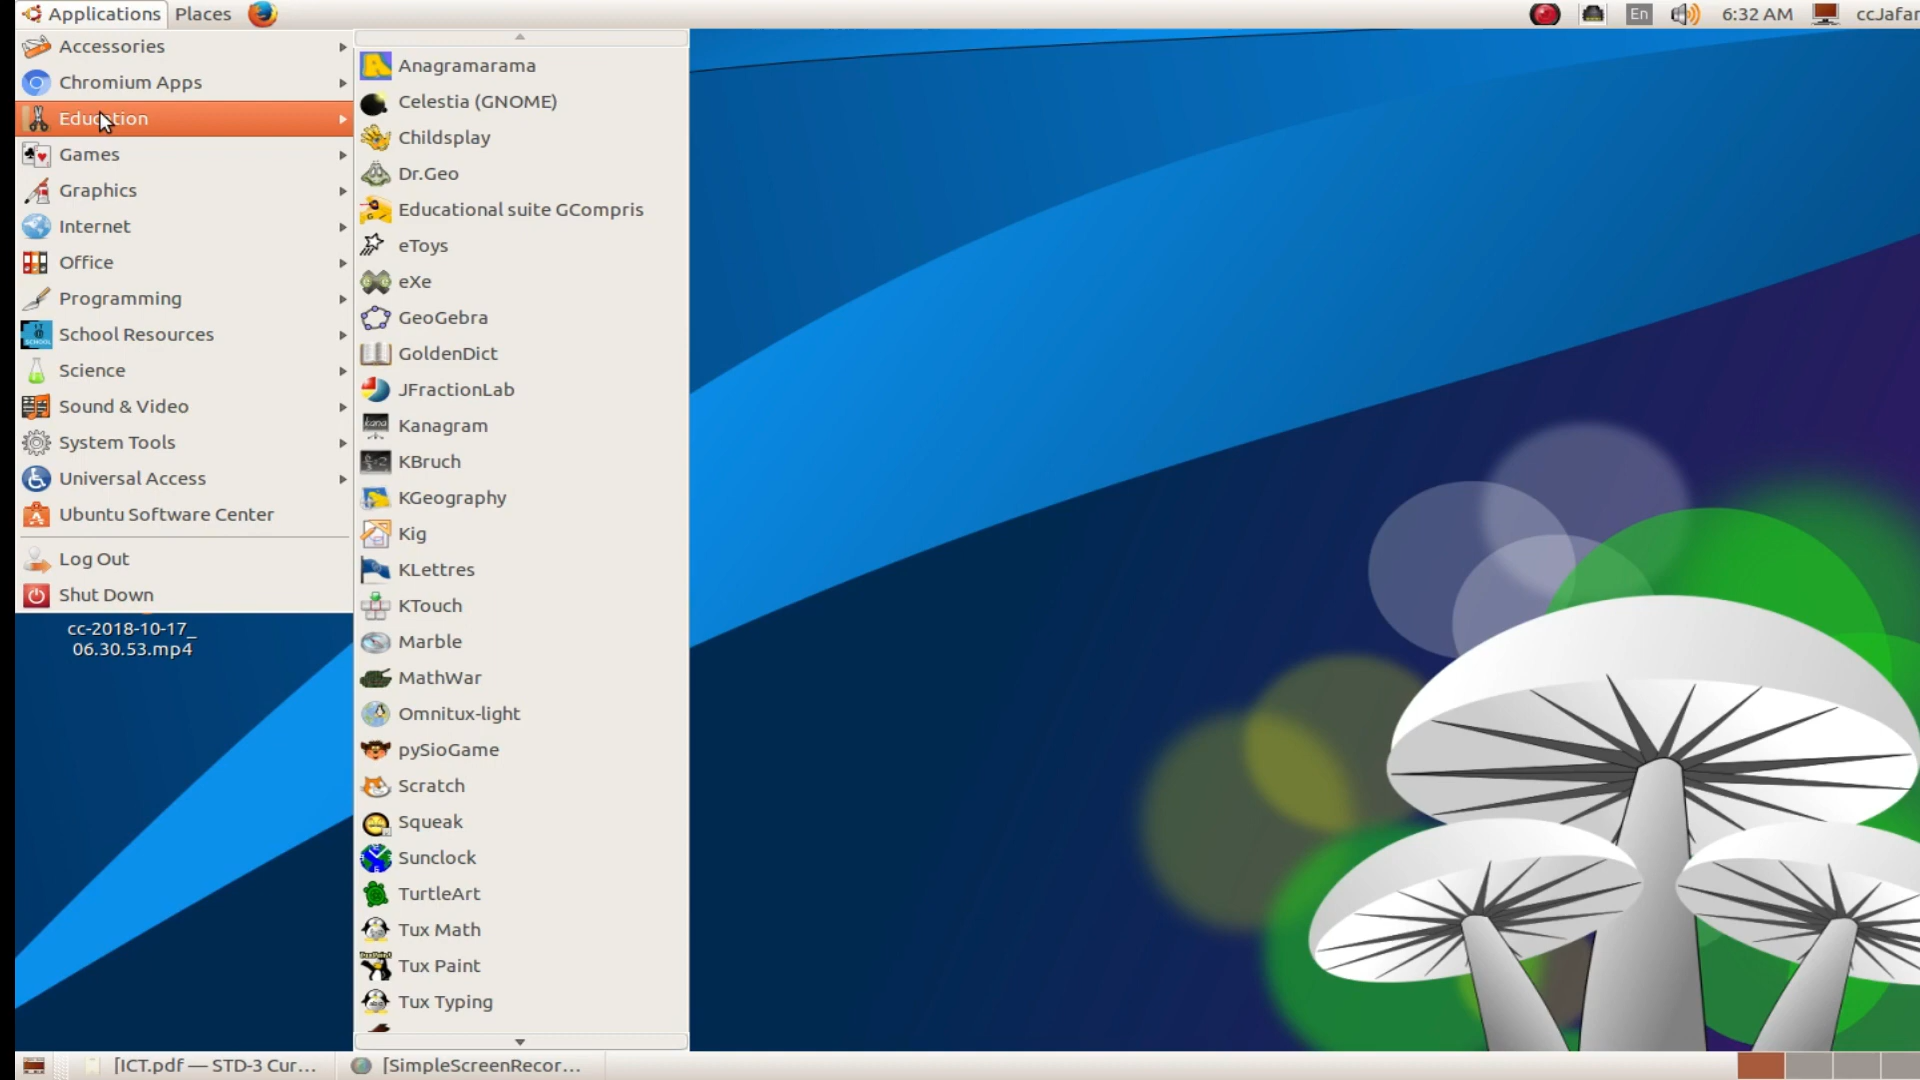 Applications Places
En 6:32 AM ccJafar
Accessories
Chromium Apps
Education
Games
Graphics
Internet
Office
Programming
School Resources
Science
Sound & Video
System Tools
Universal Access
Ubuntu Software Center
Log Out
Shut Down
cc-2018-10-17_
06.30.53.mp4
Anagramarama
Celestia (GNOME)
Childsplay
Dr.Geo
Educational suite GCompris
eToys
eXe
GeoGebra
GoldenDict
JFractionLab
Kanagram
KBruch
KGeography
Kig
KLettres
KTouch
Marble
MathWar
Omnitux-light
pySioGame
Scratch
Squeak
Sunclock
TurtleArt
Tux Math
Tux Paint
Tux Typing
[ICT.pdf — STD-3 Cur...
[SimpleScreenRecor...